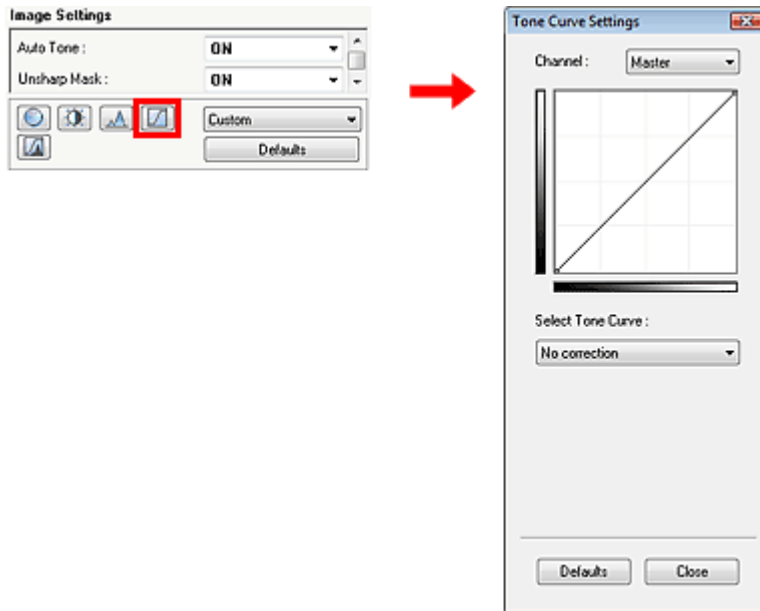 Image Settings
Auto Tone : ON
Unsharp Mask : ON
Custom
Defaults
Tone Curve Settings
Channel : Master
Select Tone Curve :
No correction
Defaults Close